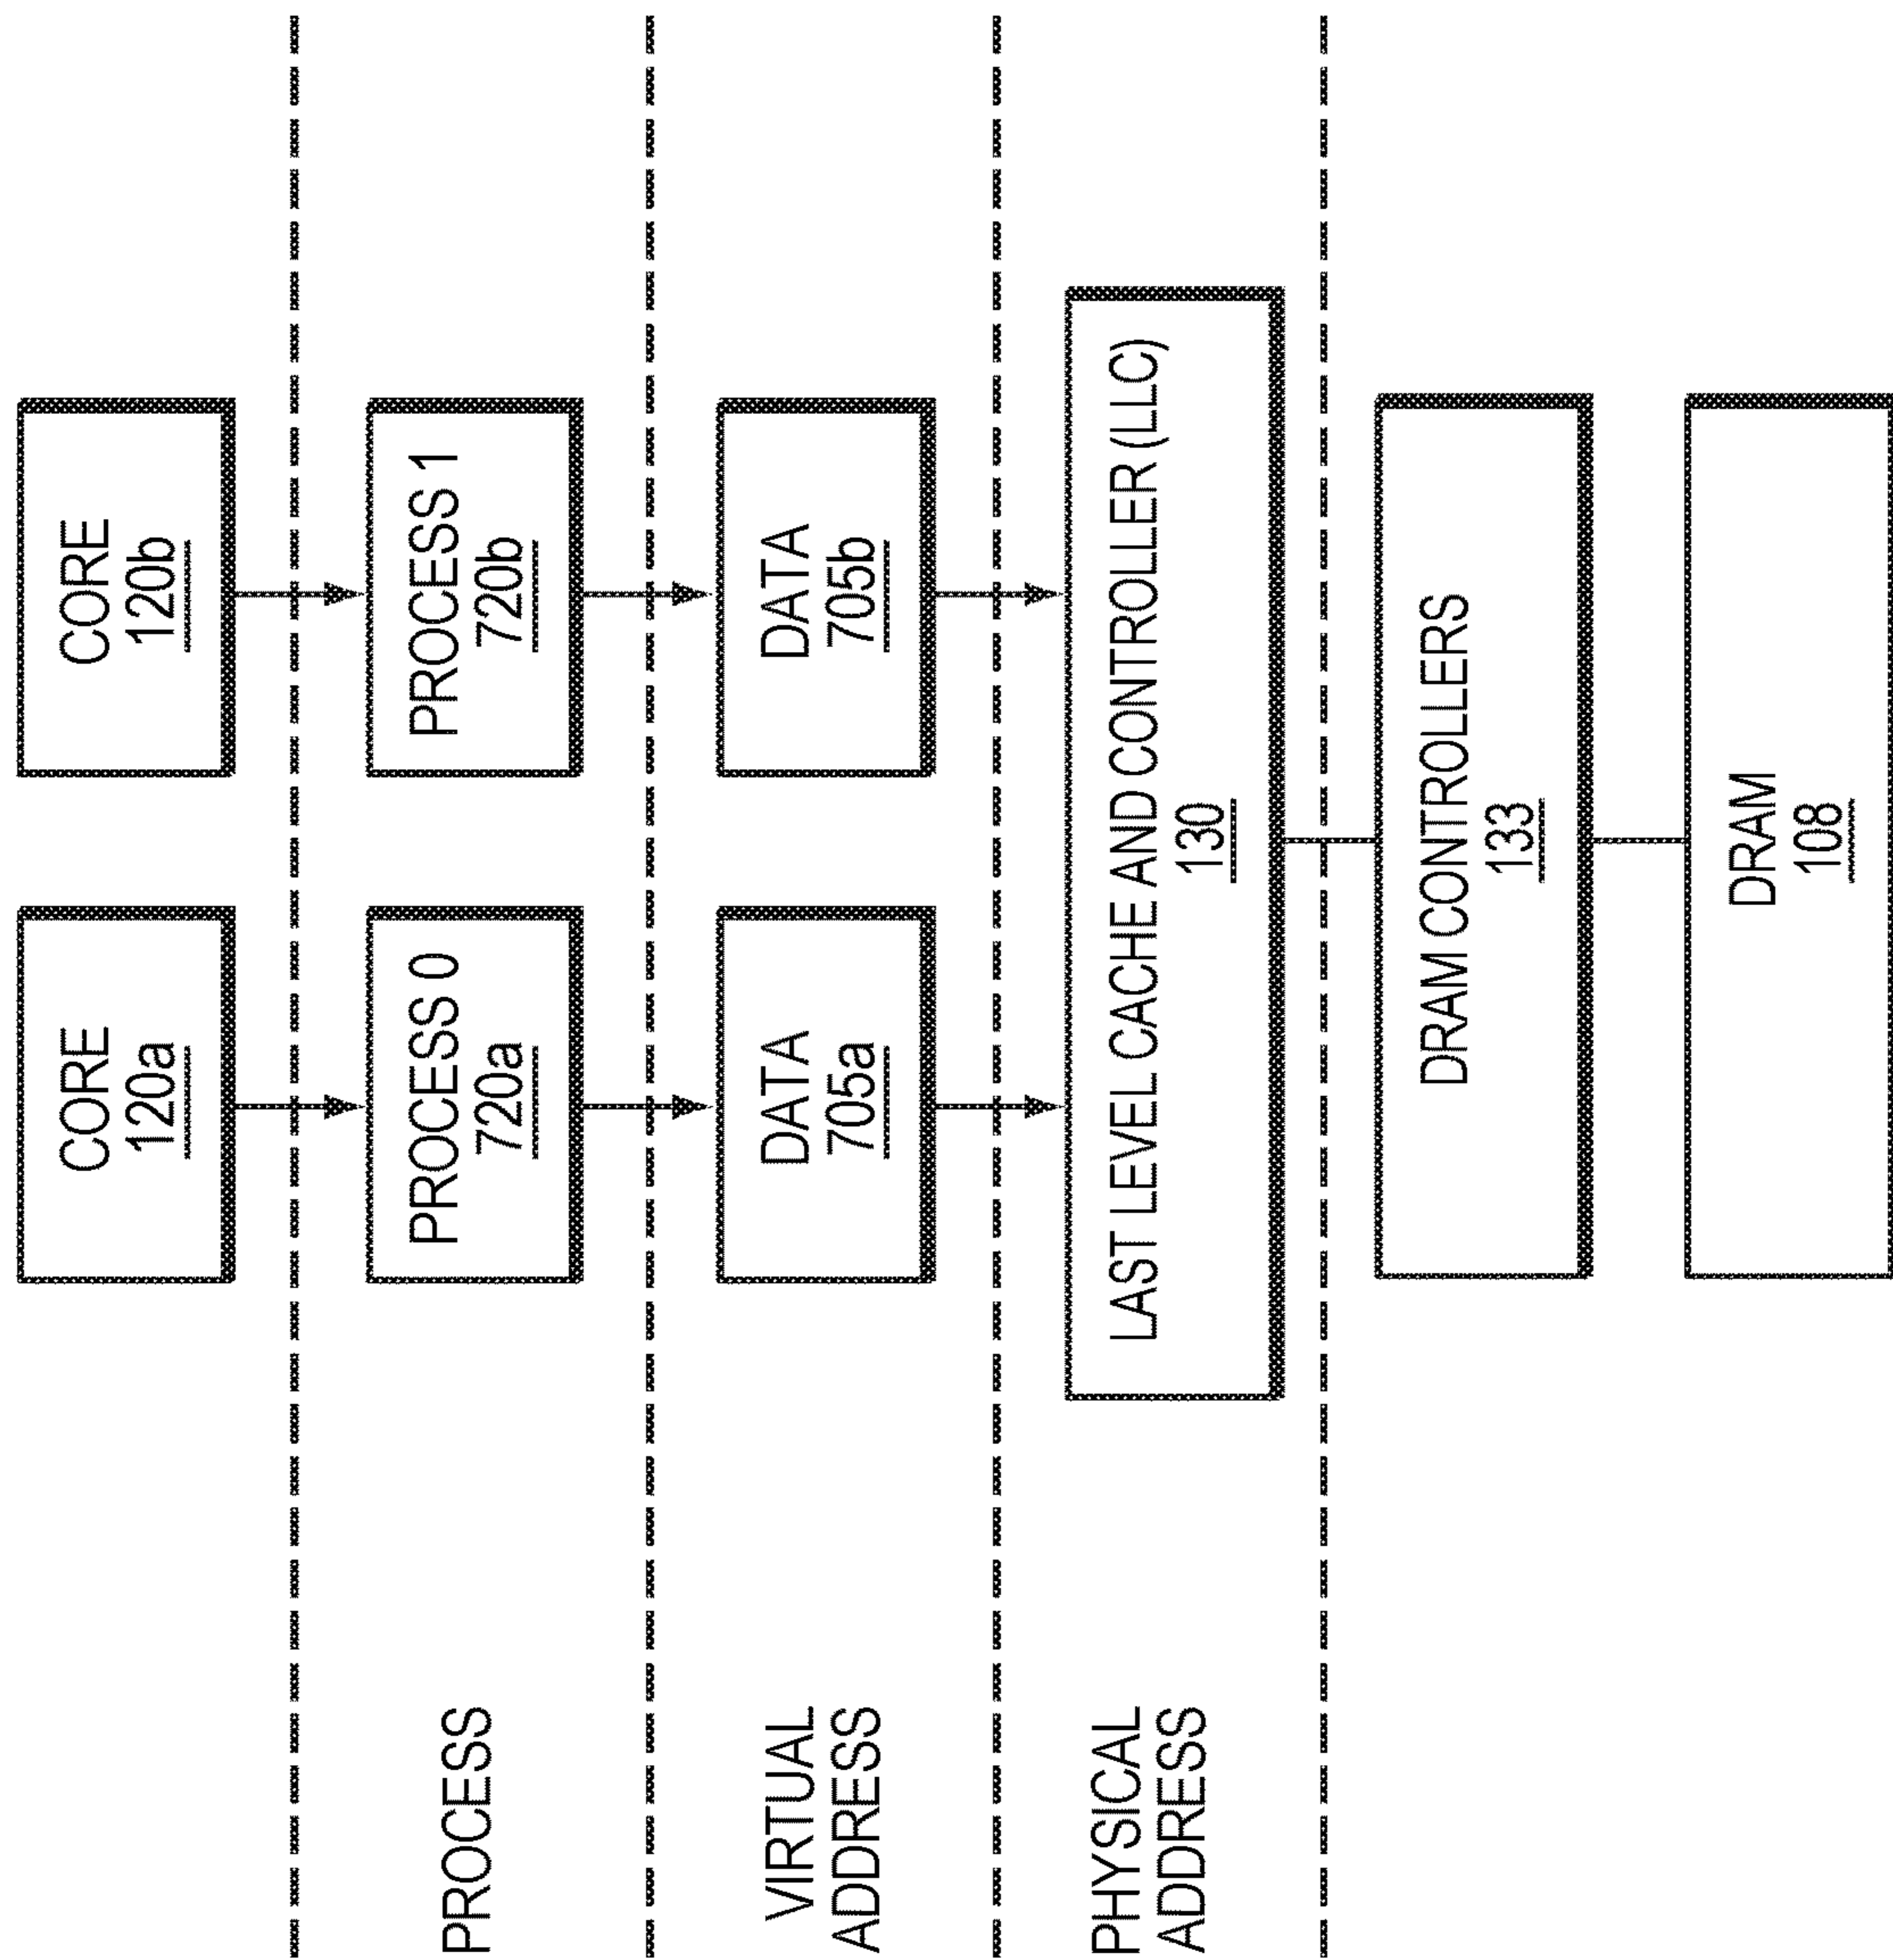 CORE
120a
CORE
120b
PROCESS
PROCESS 0
720a
PROCESS 1
720b
VIRTUAL
ADDRESS
DATA
705a
DATA
705b
PHYSICAL
ADDRESS
LAST LEVEL CACHE AND CONTROLLER (LLC)
130
DRAM CONTROLLERS
133
DRAM
108